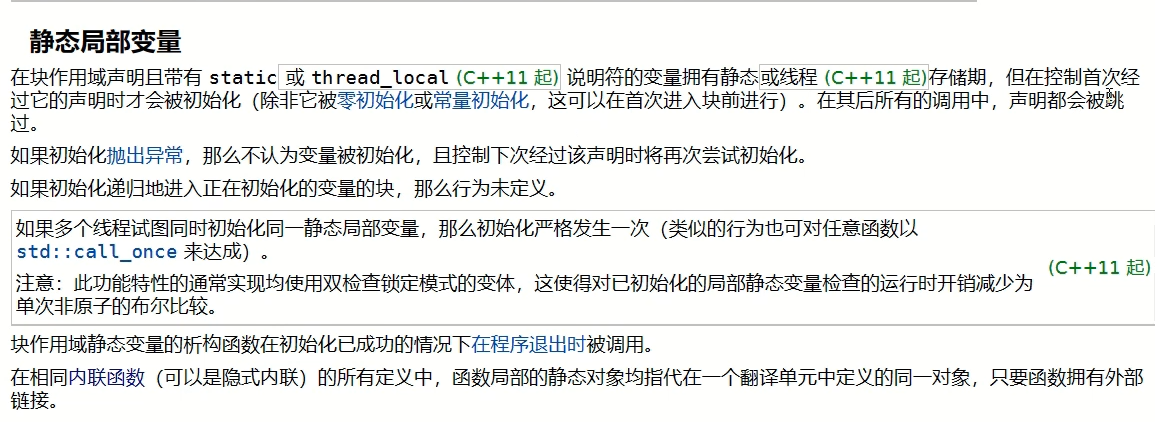 静态局部变量
在块作用域声明且带有 static 或 thread_local (C++11 起) 说明符的变量拥有静态或线程 (C++11 起)存储期，但在控制首次经
过它的声明时才会被初始化（除非它被零初始化或常量初始化，这可以在首次进入块前进行）。在其后所有的调用中，声明都会被跳
过。
如果初始化抛出异常，那么不认为变量被初始化，且控制下次经过该声明时将再次尝试初始化。
如果初始化递归地进入正在初始化的变量的块，那么行为未定义。
如果多个线程试图同时初始化同一静态局部变量，那么初始化严格发生一次（类似的行为也可对任意函数以
std::call_once 来达成）。
注意：此功能特性的通常实现均使用双检查锁定模式的变体，这使得对已初始化的局部静态变量检查的运行时开销减少为
单次非原子的布尔比较。
(C++11 起)
块作用域静态变量的析构函数在初始化已成功的情况下在程序退出时被调用。
在相同内联函数（可以是隐式内联）的所有定义中，函数局部的静态对象均指代在一个翻译单元中定义的同一对象，只要函数拥有外部
链接。